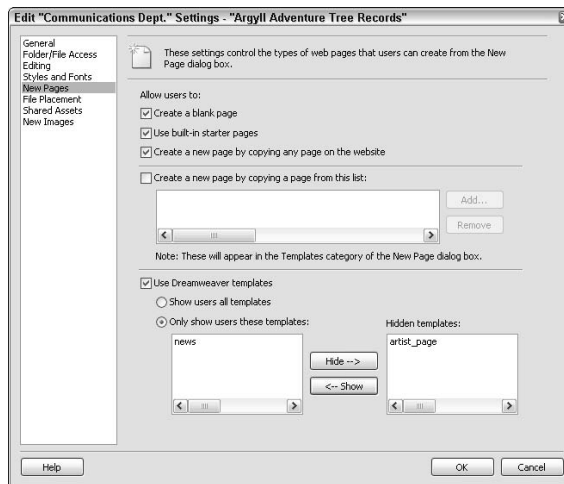 Edit "Communications Dept." Settings - "Argyll Adventure Tree Records"
General
Folder/File Access
Editing
Styles and Fonts
New Pages
File Placement
Shared Assets
New Images
These settings control the types of web pages that users can create from the New
Page dialog box.
Allow users to:
Create a blank page
Use built-in starter pages
Create a new page by copying any page on the website
Create a new page by copying a page from this list:
Add...
Remove
Note: These will appear in the Templates category of the New Page dialog box.
Use Dreamweaver templates
Show users all templates
Only show users these templates:
Hidden templates:
news
artist_page
Hide -->
<-- Show
Help
OK
Cancel